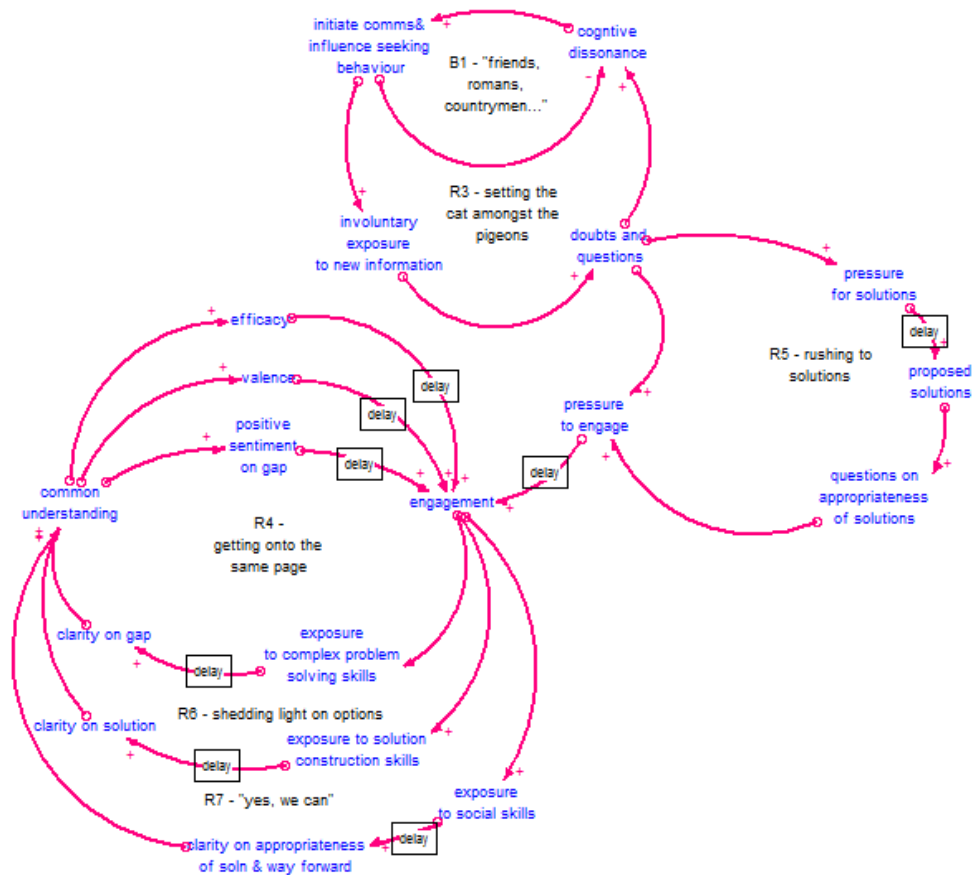 initiate comms&
influence seeking
behaviour
cogntive
dissonance
B1 - "friends,
romans,
countrymen..."
R3 - setting the
cat amongst the
pigeons
involuntary
exposure
to new information
doubts and
questions
pressure
for solutions
delay
R5 - rushing to
solutions
proposed
solutions
efficacy
delay
valence
delay
pressure
to engage
positive
sentiment
on gap
delay
delay
common
understanding
engagement
questions on
appropriateness
of solutions
R4 -
getting onto the
same page
clarity on gap
delay
exposure
to complex problem
solving skills
R6 - shedding light on options
clarity on solution
delay
exposure to solution
construction skills
R7 - "yes, we can"
exposure
to social skills
delay
clarity on appropriateness
of soln & way forward